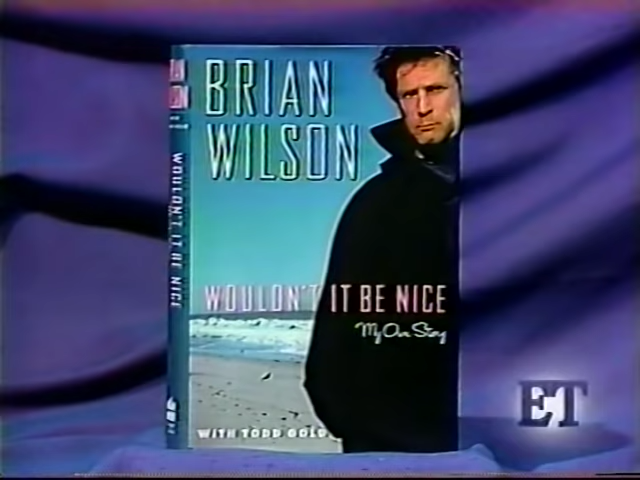 BRIAN
WILSON
WOULDN'T IT BE NICE
My Own Story
WITH TODD GOLD
WOULDN'T IT BE NICE
ET